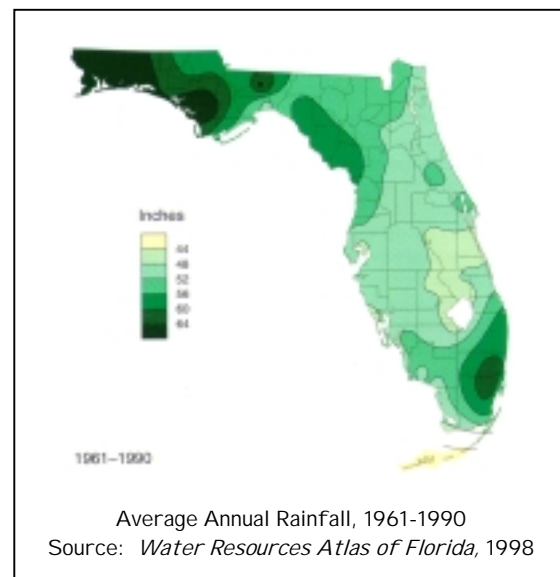 Inches
44
48
52
56
60
64
1961–1990
Average Annual Rainfall, 1961-1990
Source: Water Resources Atlas of Florida, 1998